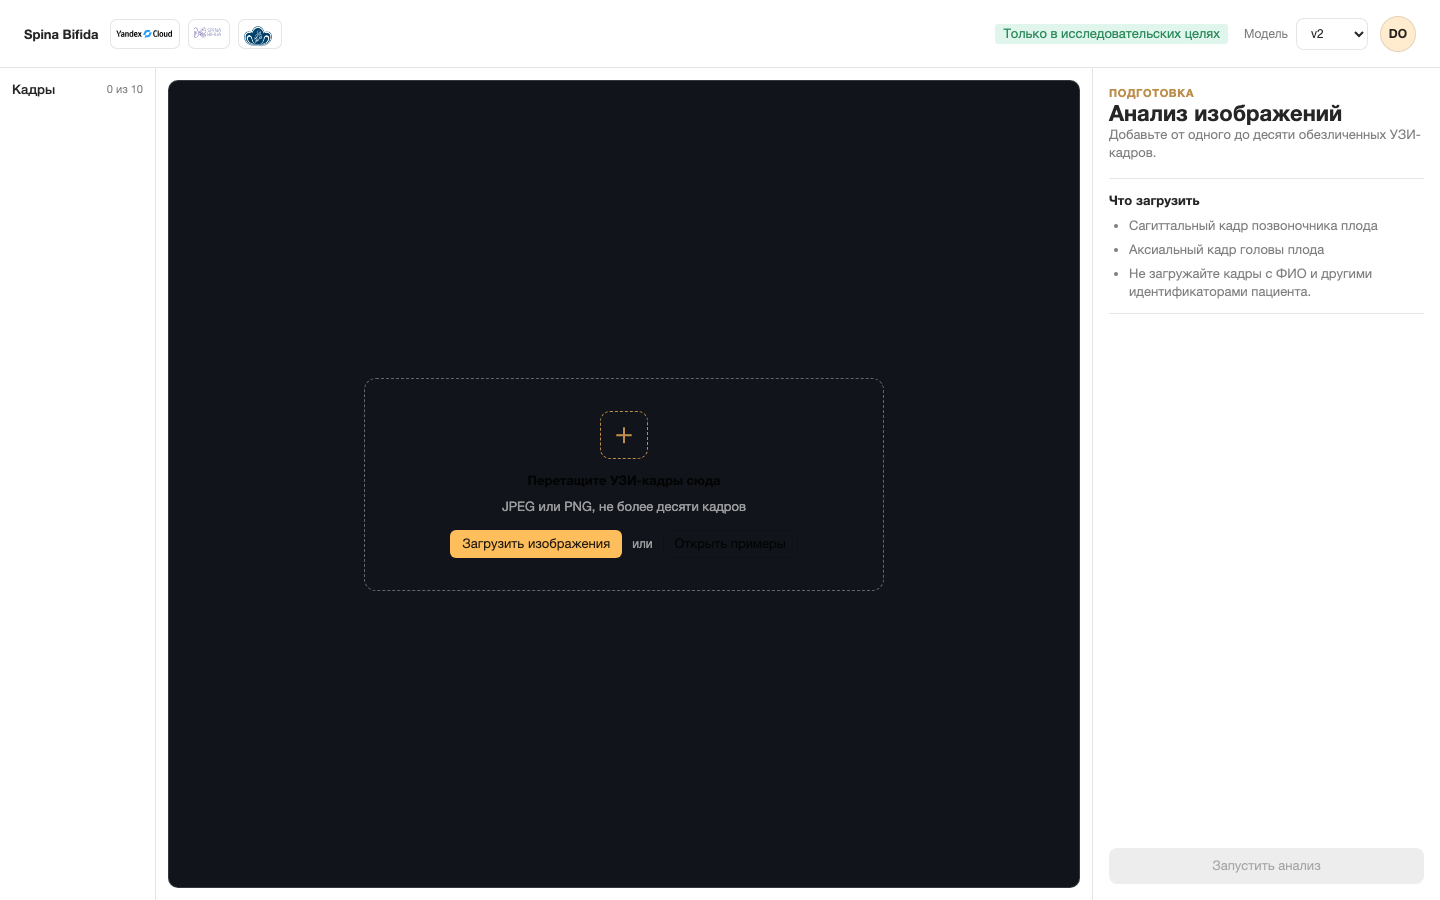 Spina Bifida
Yandex Cloud
SPINA BIFIDA
Только в исследовательских целях
Модель
v2
DO
Кадры
0 из 10
Перетащите УЗИ-кадры сюда
JPEG или PNG, не более десяти кадров
Загрузить изображения
или
Открыть примеры
ПОДГОТОВКА
Анализ изображений
Добавьте от одного до десяти обезличенных УЗИ-
кадров.
Что загрузить
Сагиттальный кадр позвоночника плода
Аксиальный кадр головы плода
Не загружайте кадры с ФИО и другими
идентификаторами пациента.
Запустить анализ